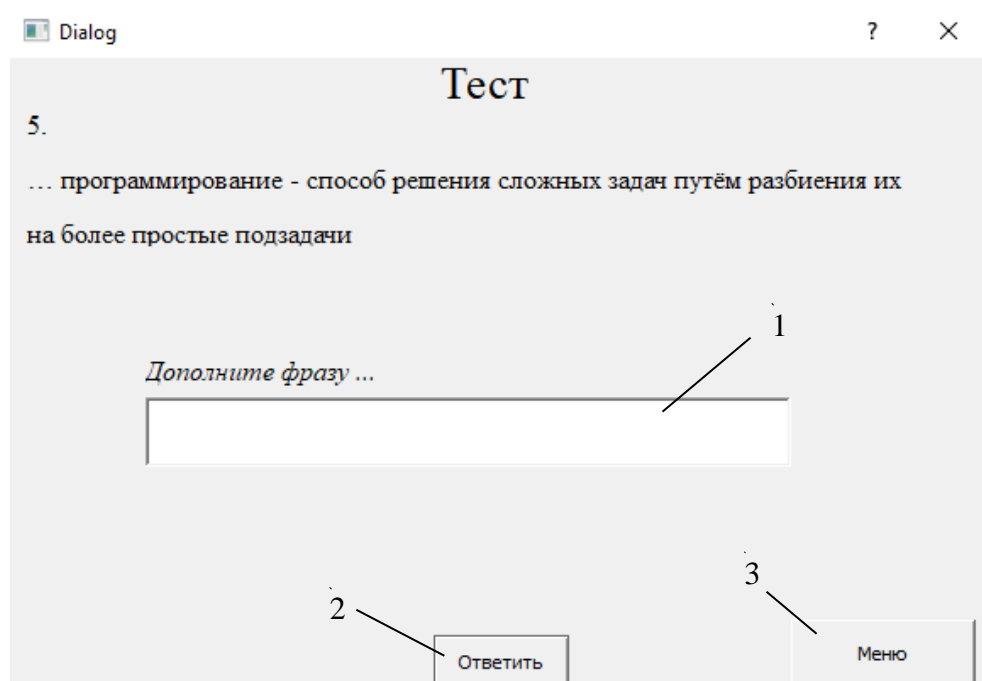 Dialog ?
Тест
5.
… программирование - способ решения сложных задач путём разбиения их
на более простые подзадачи
1
Дополните фразу ...
3
2
Ответить
Меню